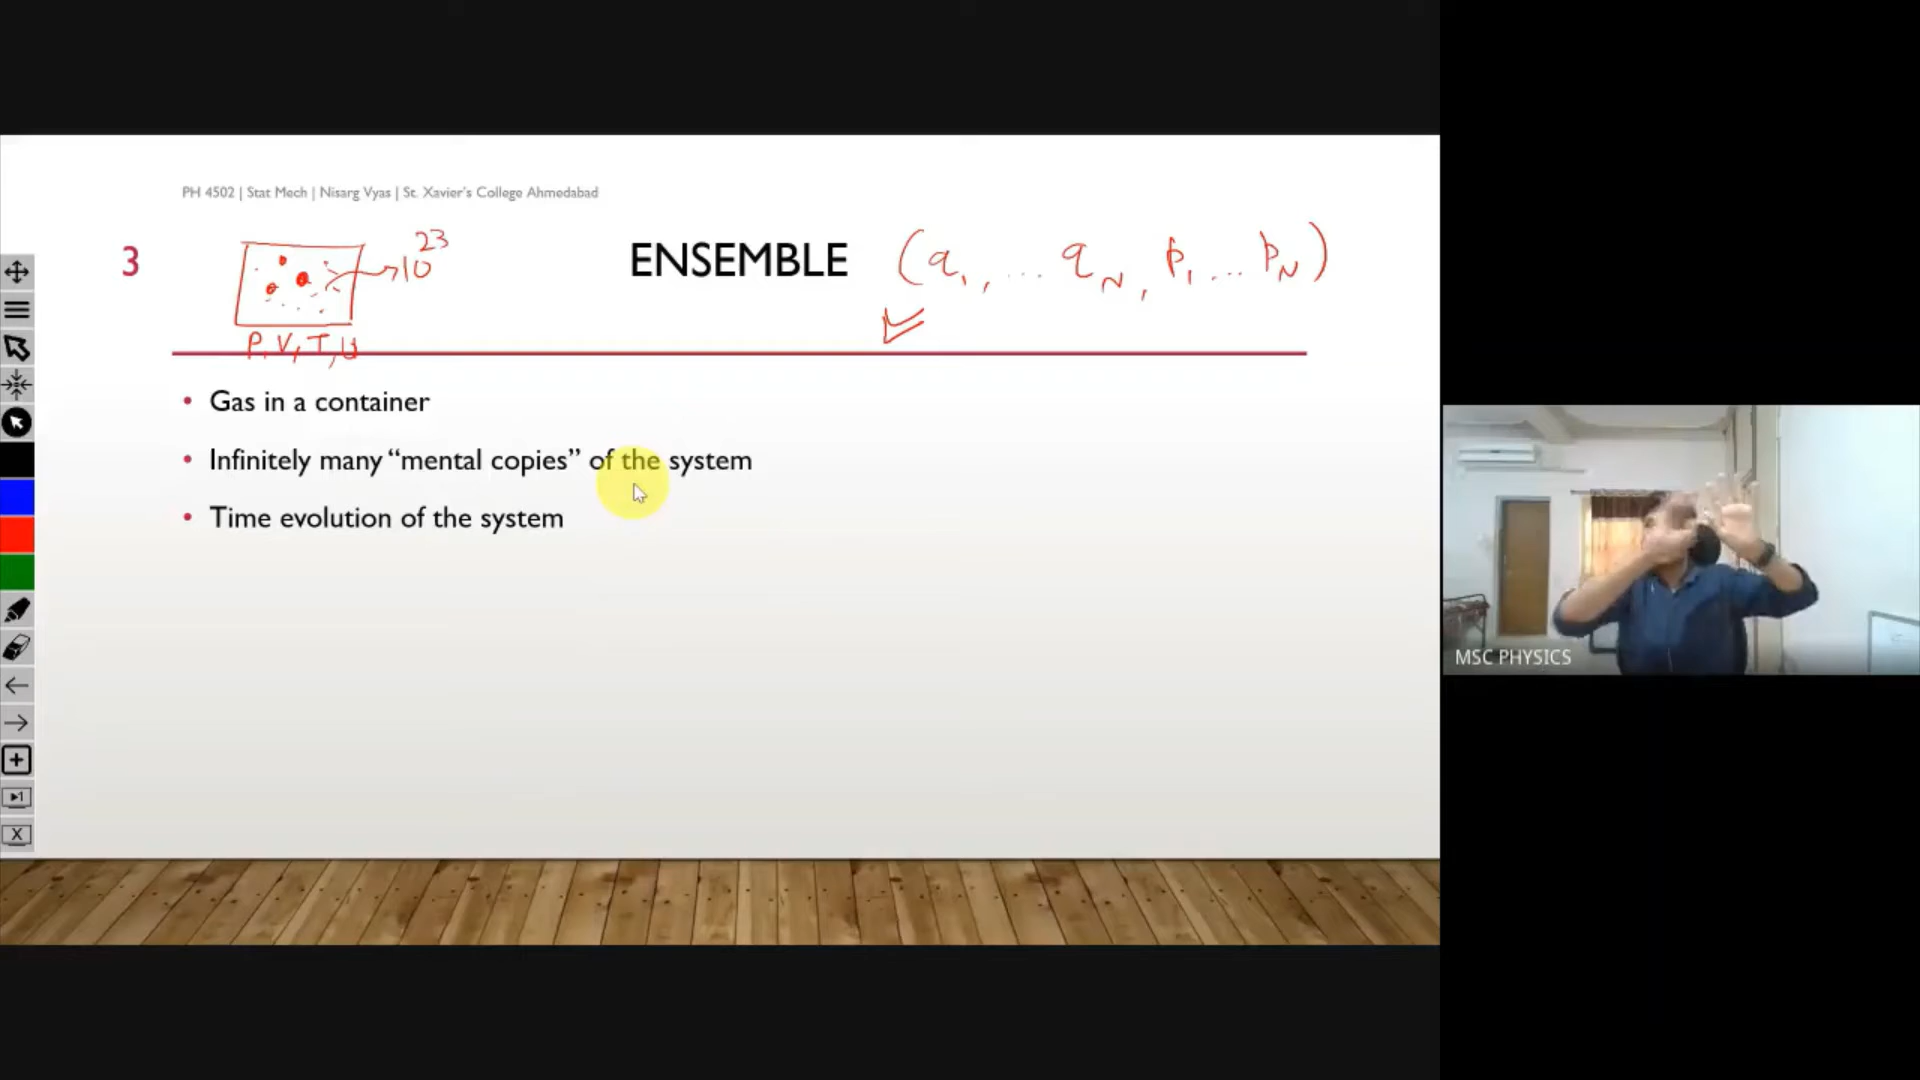 PH 4502 | Stat Mech | Nisarg Vyas | St. Xavier's College Ahmedabad
3
10^23
ENSEMBLE (q1, ... qN, p1 ... pN)
P, V, T, U
• Gas in a container
• Infinitely many “mental copies” of the system
• Time evolution of the system
MSC PHYSICS